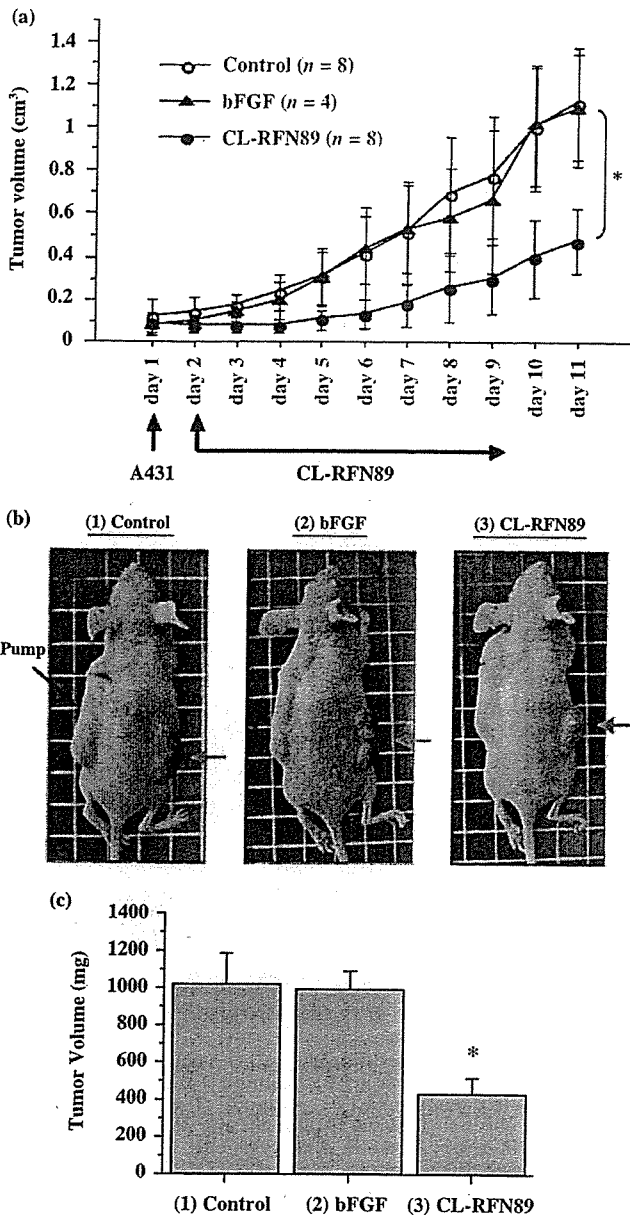 (a)
Tumor volume (cm³)
1.4
1.2
1
0.8
0.6
0.4
0.2
0
Control (n = 8)
bFGF (n = 4)
CL-RFN89 (n = 8)
*
day 1
day 2
day 3
day 4
day 5
day 6
day 7
day 8
day 9
day 10
day 11
A431
CL-RFN89
(b)
(1) Control
(2) bFGF
(3) CL-RFN89
Pump
(c)
Tumor Volume (mg)
1400
1200
1000
800
600
400
200
0
*
(1) Control
(2) bFGF
(3) CL-RFN89